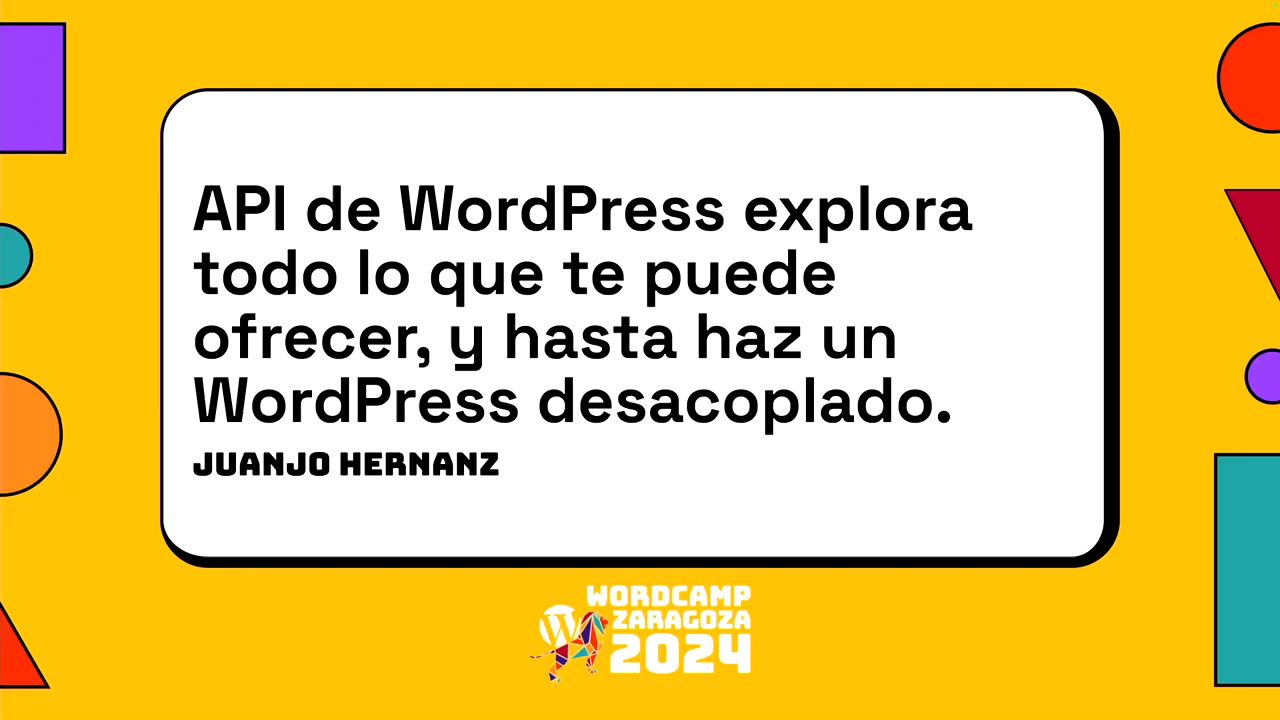 API de WordPress explora
todo lo que te puede
ofrecer, y hasta haz un
WordPress desacoplado.
JUANJO HERNANZ
WORDCAMP
ZARAGOZA
2024